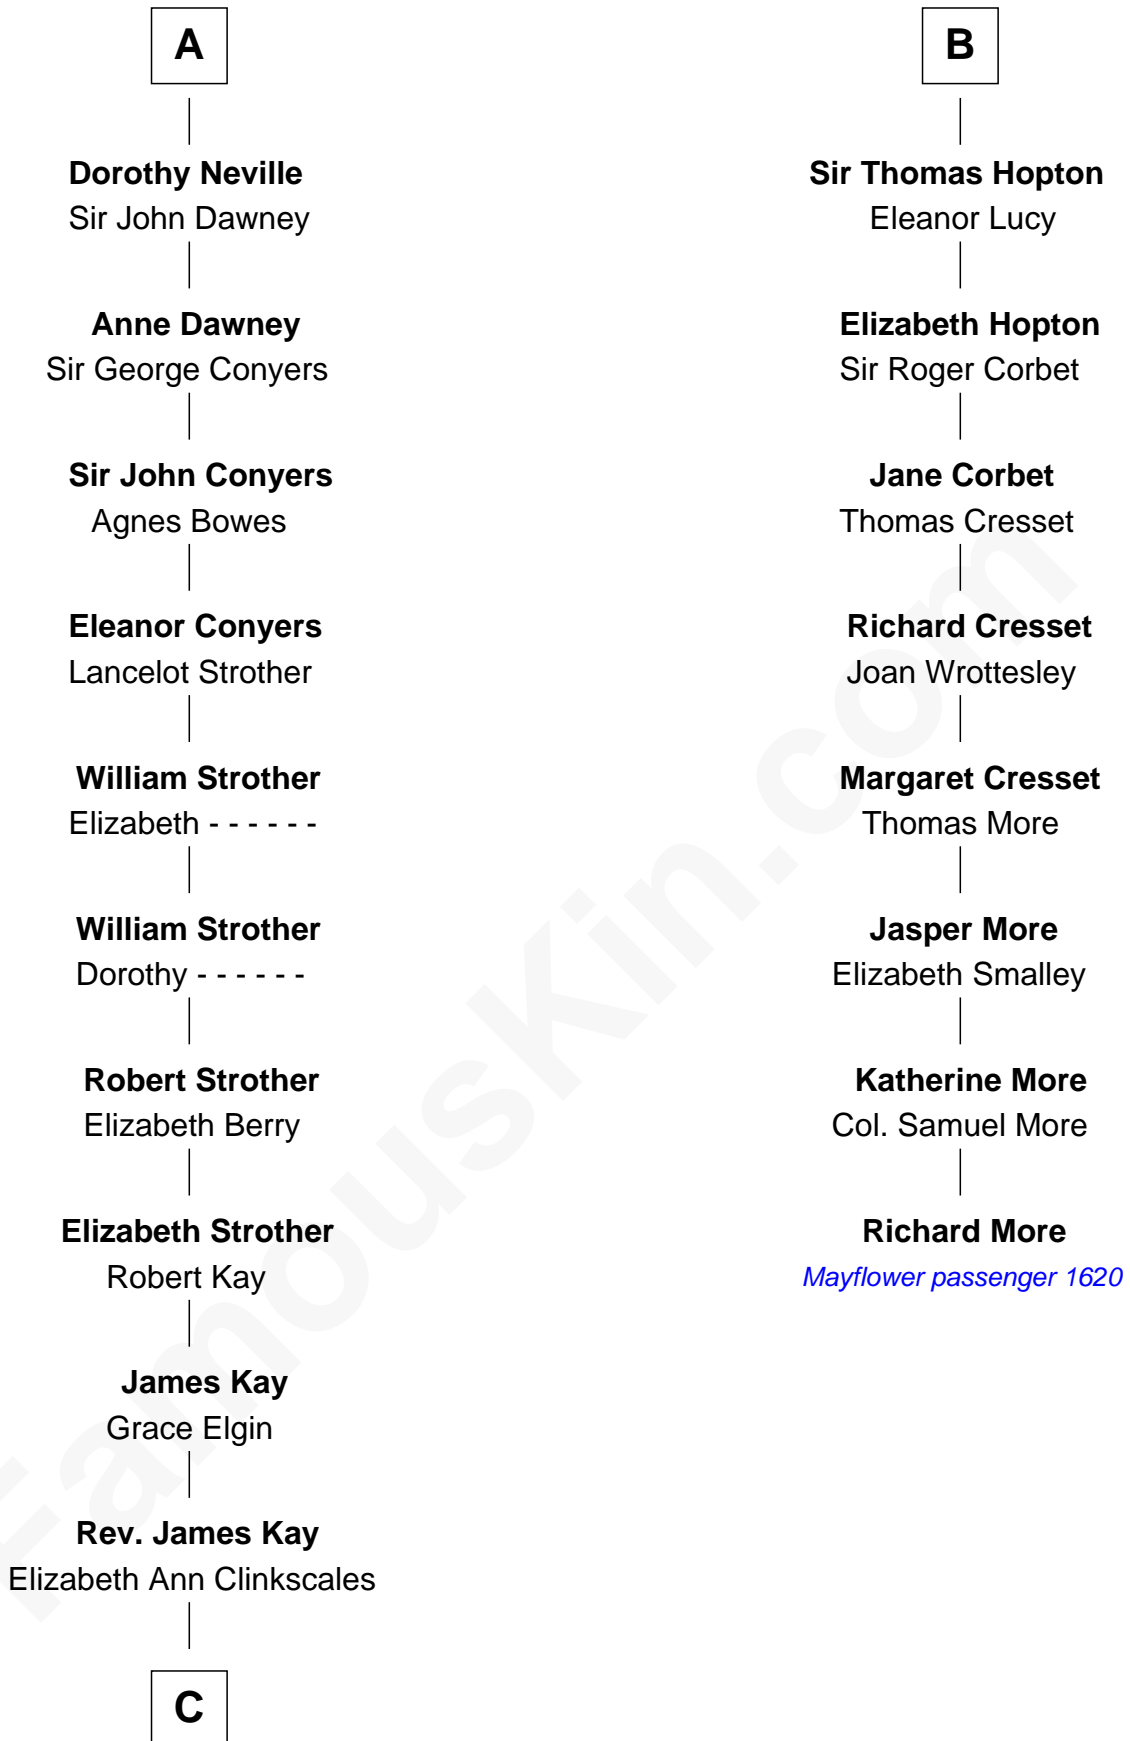 A
Dorothy Neville
Sir John Dawney
Anne Dawney
Sir George Conyers
Sir John Conyers
Agnes Bowes
Eleanor Conyers
Lancelot Strother
William Strother
Elizabeth - - - - - -
William Strother
Dorothy - - - - - -
Robert Strother
Elizabeth Berry
Elizabeth Strother
Robert Kay
James Kay
Grace Elgin
Rev. James Kay
Elizabeth Ann Clinkscales
C
B
Sir Thomas Hopton
Eleanor Lucy
Elizabeth Hopton
Sir Roger Corbet
Jane Corbet
Thomas Cresset
Richard Cresset
Joan Wrottesley
Margaret Cresset
Thomas More
Jasper More
Elizabeth Smalley
Katherine More
Col. Samuel More
Richard More
Mayflower passenger 1620
FamousKin.com